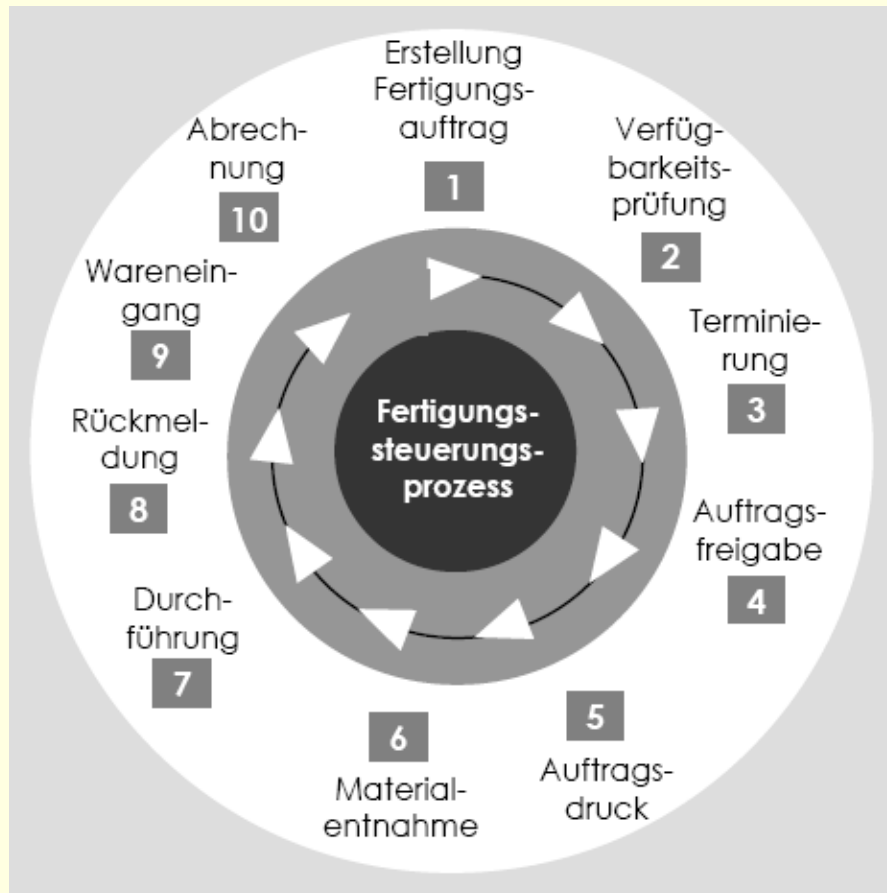 Erstellung
Fertigungs-
auftrag
1
Verfüg-
barkeits-
prüfung
2
Terminie-
rung
3
Auftrags-
freigabe
4
5
Auftrags-
druck
6
Material-
entnahme
Durch-
führung
7
Rückmel-
dung
8
Warenein-
gang
9
Abrech-
nung
10
Fertigungs-
steuerungs-
prozess